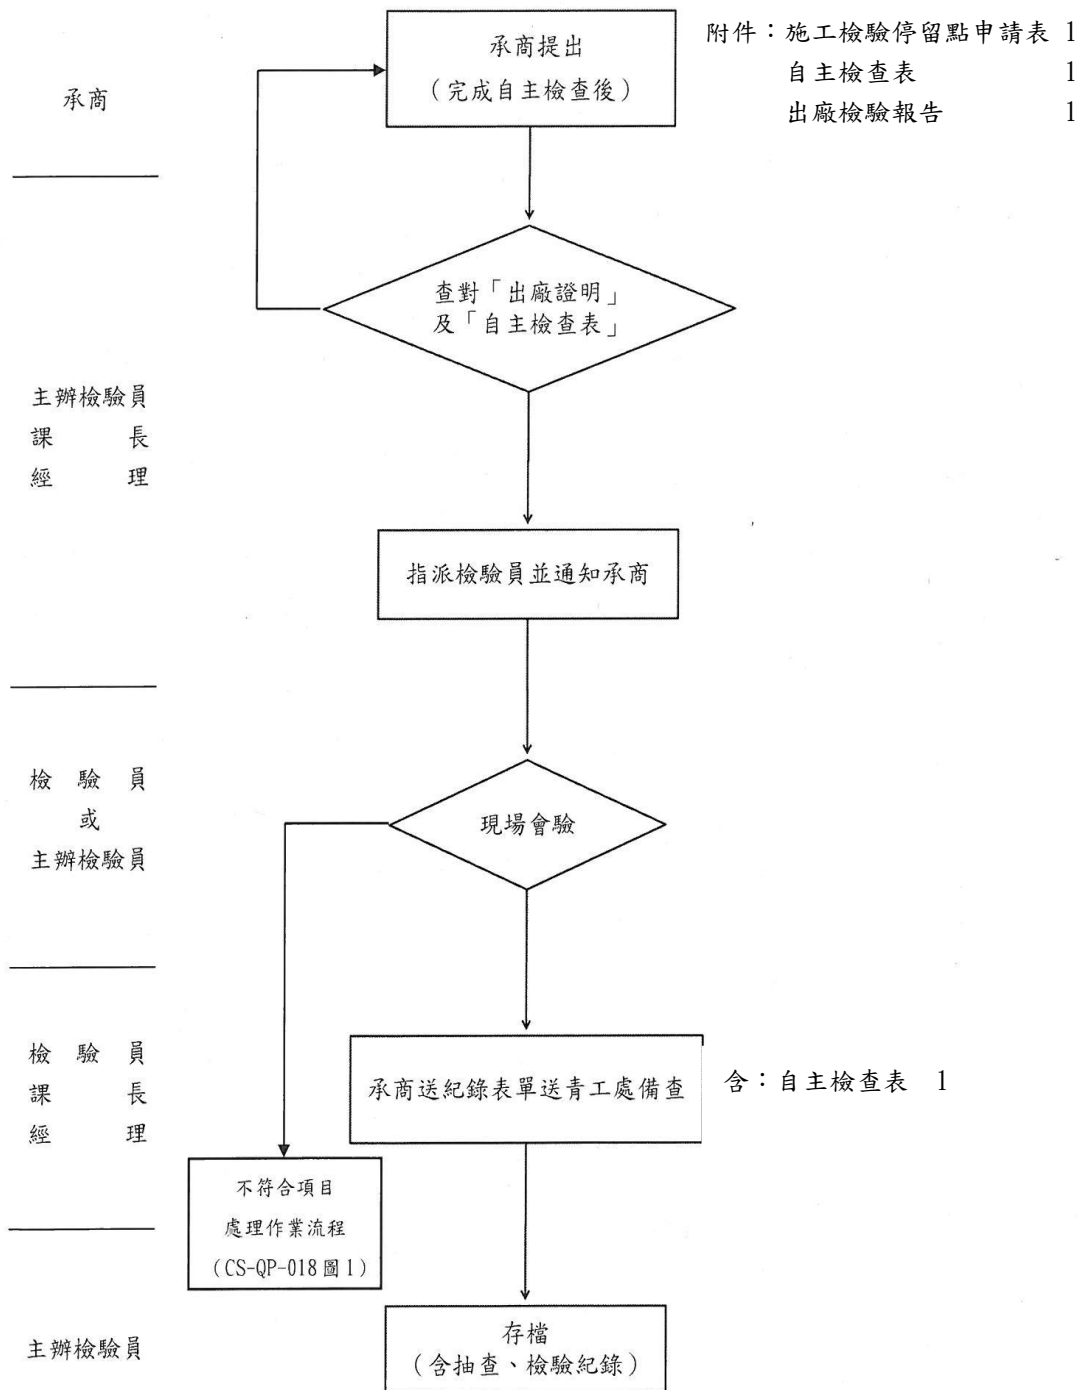 承商提出
（完成自主檢查後）
附件：施工檢驗停留點申請表 1
自主檢查表 1
出廠檢驗報告 1
承商
查對「出廠證明」
及「自主檢查表」
主辦檢驗員
課 長
經 理
指派檢驗員並通知承商
檢 驗 員
或
主辦檢驗員
現場會驗
檢 驗 員
課 長
經 理
承商送紀錄表單送青工處備查
含：自主檢查表 1
不符合項目
處理作業流程
（CS-QP-018 圖 1）
主辦檢驗員
存檔
（含抽查、檢驗紀錄）